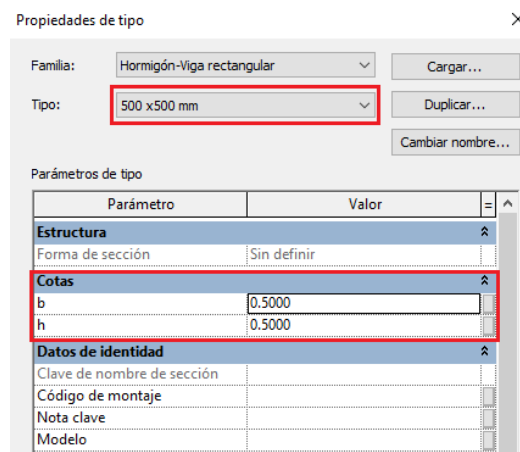 Propiedades de tipo
Familia: Hormigón-Viga rectangular Cargar...
Tipo: 500 x500 mm Duplicar...
Cambiar nombre...
Parámetros de tipo
Parámetro Valor =
Estructura
Forma de sección Sin definir
Cotas
b 0.5000
h 0.5000
Datos de identidad
Clave de nombre de sección
Código de montaje
Nota clave
Modelo